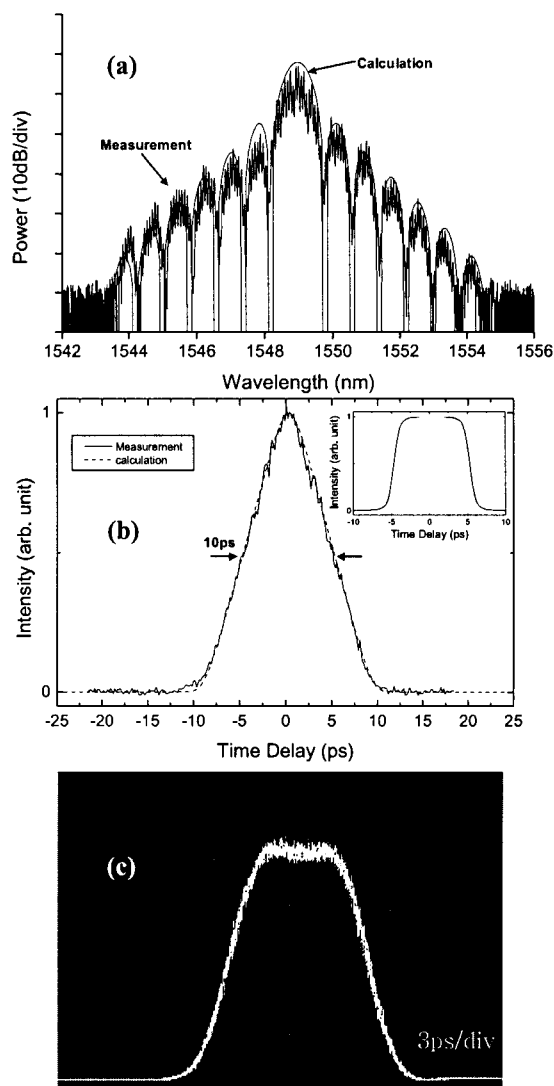 (a)
Calculation
Measurement
Power (10dB/div)
1542 1544 1546 1548 1550 1552 1554 1556
Wavelength (nm)
1
Measurement
calculation
(b)
10ps
Intensity (arb. unit)
0
-25 -20 -15 -10 -5 0 5 10 15 20 25
Time Delay (ps)
1
Intensity (arb. unit)
0
-10 -5 0 5 10
Time Delay (ps)
(c)
3ps/div